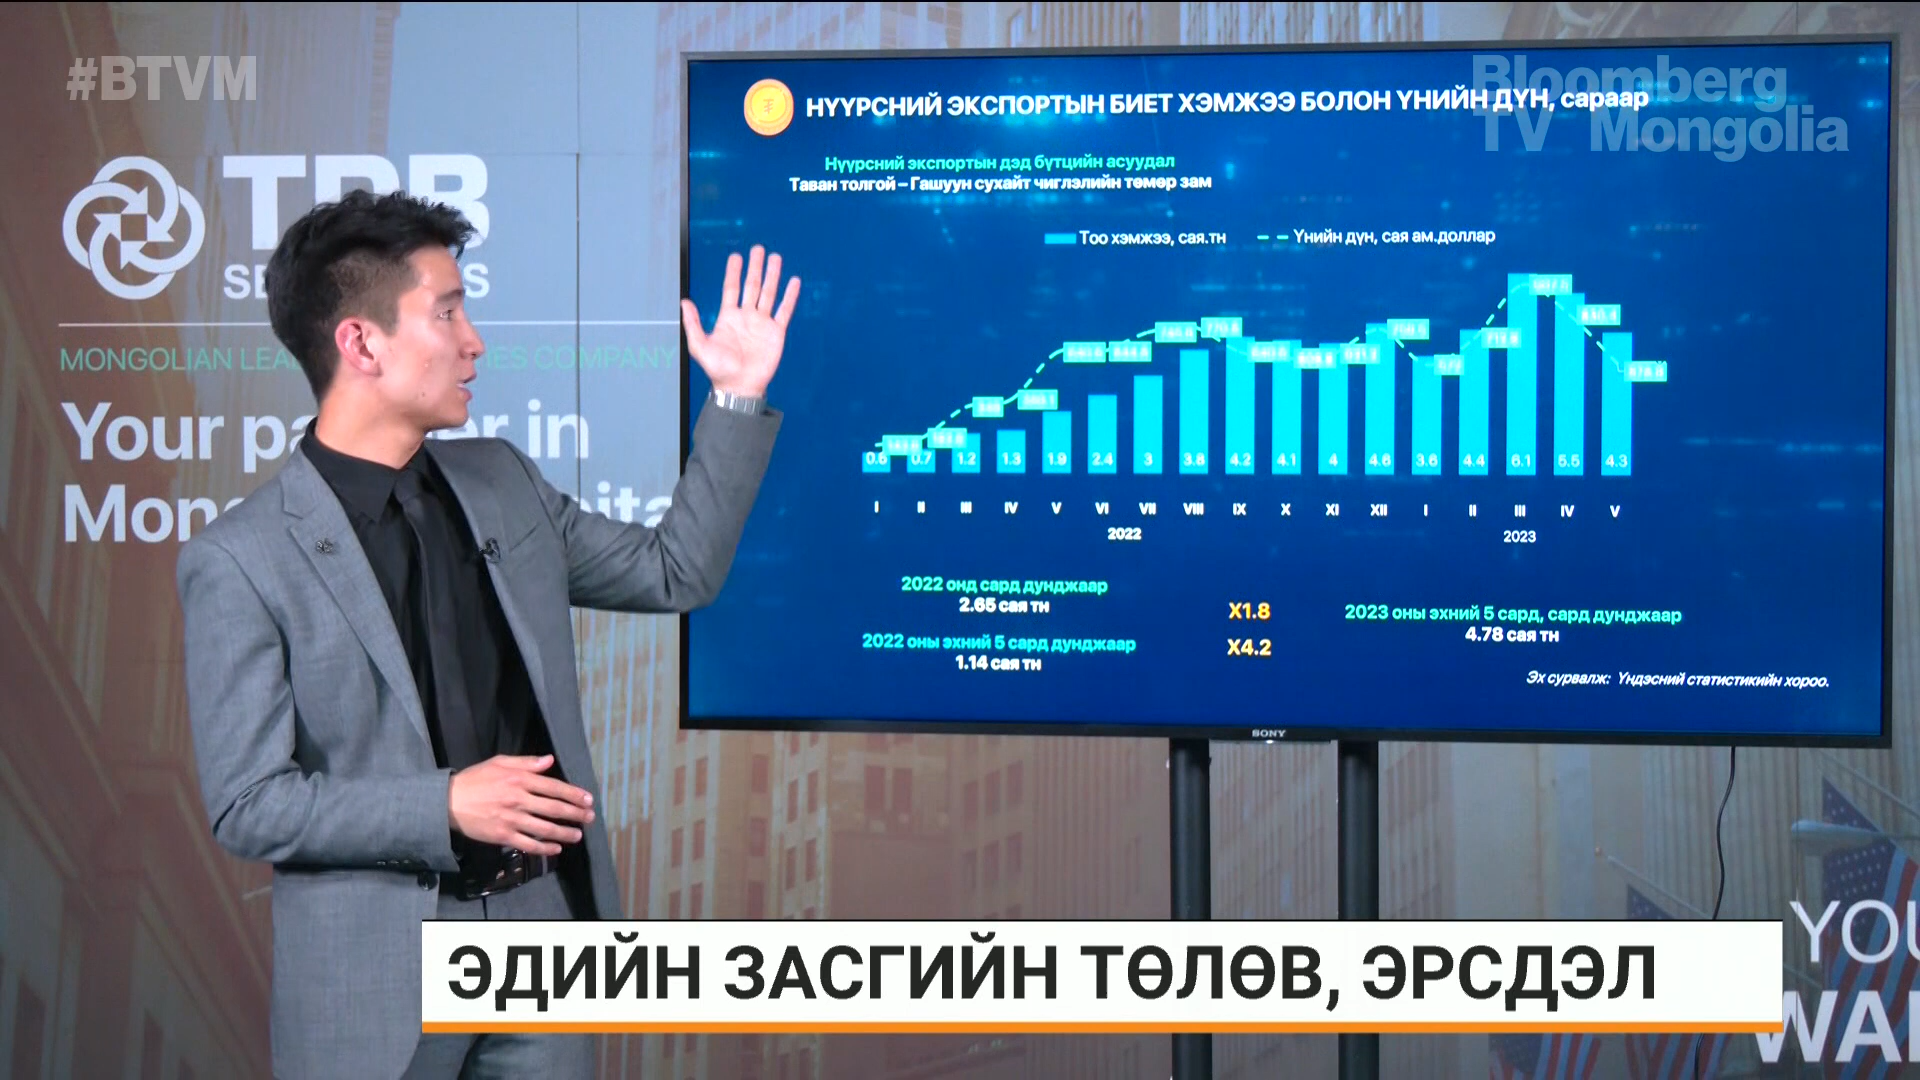 #BTVM
Bloomberg
TV Mongolia
НҮҮРСНИЙ ЭКСПОРТЫН БИЕТ ХЭМЖЭЭ БОЛОН ҮНИЙН ДҮН, сараар
Нүүрсний экспортын дэд бүтцийн асуудал
Таван толгой – Гашуун сухайт чиглэлийн төмөр зам
Тоо хэмжээ, сая.тн Үнийн дүн, сая ам.доллар
0.6 0.7 1.2 1.3 1.9 2.4 3 3.8 4.2 4.1 4 4.6 3.6 4.4 6.1 5.5 4.3
I II III IV V VI VII VIII IX X XI XII I II III IV V
2022 2023
2022 онд сард дунджаар
2.65 сая тн
X1.8
2022 оны эхний 5 сард дунджаар
1.14 сая тн
X4.2
2023 оны эхний 5 сард, сард дунджаар
4.78 сая тн
Эх сурвалж: Үндэсний статистикийн хороо.
SONY
MONGOLIAN COMPANY
Your in
ЭДИЙН ЗАСГИЙН ТӨЛӨВ, ЭРСДЭЛ